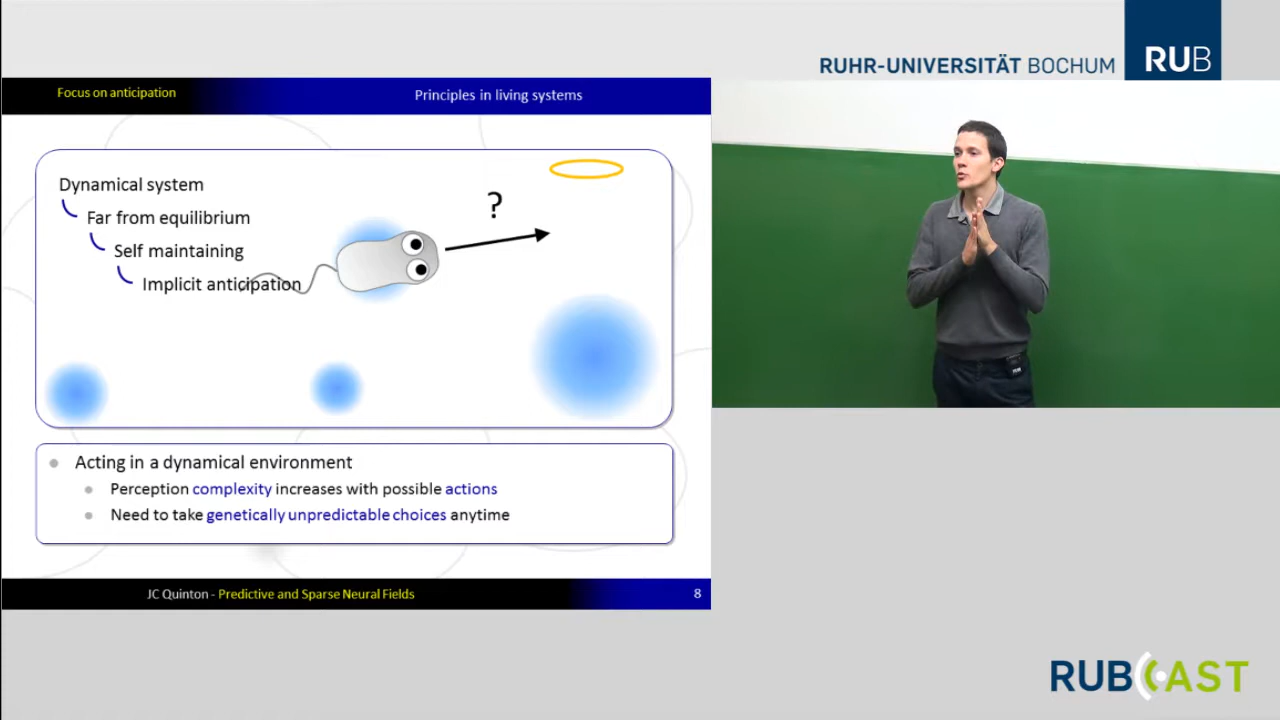 RUHR-UNIVERSITÄT BOCHUM
RUB
Focus on anticipation
Principles in living systems
Dynamical system
Far from equilibrium
Self maintaining
Implicit anticipation
?
Acting in a dynamical environment
Perception complexity increases with possible actions
Need to take genetically unpredictable choices anytime
JC Quinton - Predictive and Sparse Neural Fields
8
RUBCAST